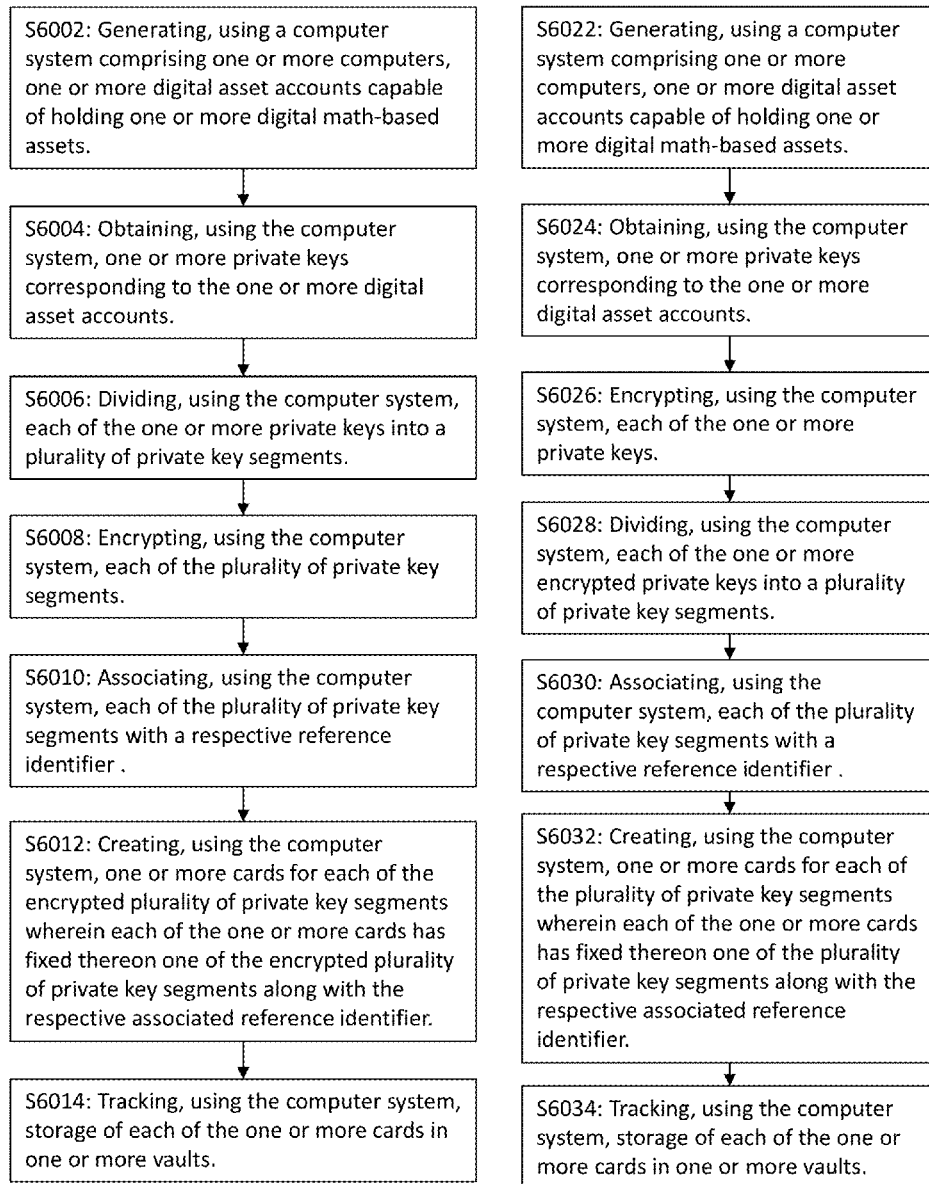 S6002: Generating, using a computer
system comprising one or more computers,
one or more digital asset accounts capable
of holding one or more digital math-based
assets.
S6004: Obtaining, using the computer
system, one or more private keys
corresponding to the one or more digital
asset accounts.
S6006: Dividing, using the computer system,
each of the one or more private keys into a
plurality of private key segments.
S6008: Encrypting, using the computer
system, each of the plurality of private key
segments.
S6010: Associating, using the computer
system, each of the plurality of private key
segments with a respective reference
identifier .
S6012: Creating, using the computer
system, one or more cards for each of the
encrypted plurality of private key segments
wherein each of the one or more cards has
fixed thereon one of the encrypted plurality
of private key segments along with the
respective associated reference identifier.
S6014: Tracking, using the computer system,
storage of each of the one or more cards in
one or more vaults.
S6022: Generating, using a computer
system comprising one or more
computers, one or more digital asset
accounts capable of holding one or
more digital math-based assets.
S6024: Obtaining, using the computer
system, one or more private keys
corresponding to the one or more
digital asset accounts.
S6026: Encrypting, using the computer
system, each of the one or more
private keys.
S6028: Dividing, using the computer
system, each of the one or more
encrypted private keys into a plurality
of private key segments.
S6030: Associating, using the
computer system, each of the plurality
of private key segments with a
respective reference identifier .
S6032: Creating, using the computer
system, one or more cards for each of
the plurality of private key segments
wherein each of the one or more cards
has fixed thereon one of the plurality
of private key segments along with the
respective associated reference
identifier.
S6034: Tracking, using the computer
system, storage of each of the one or
more cards in one or more vaults.